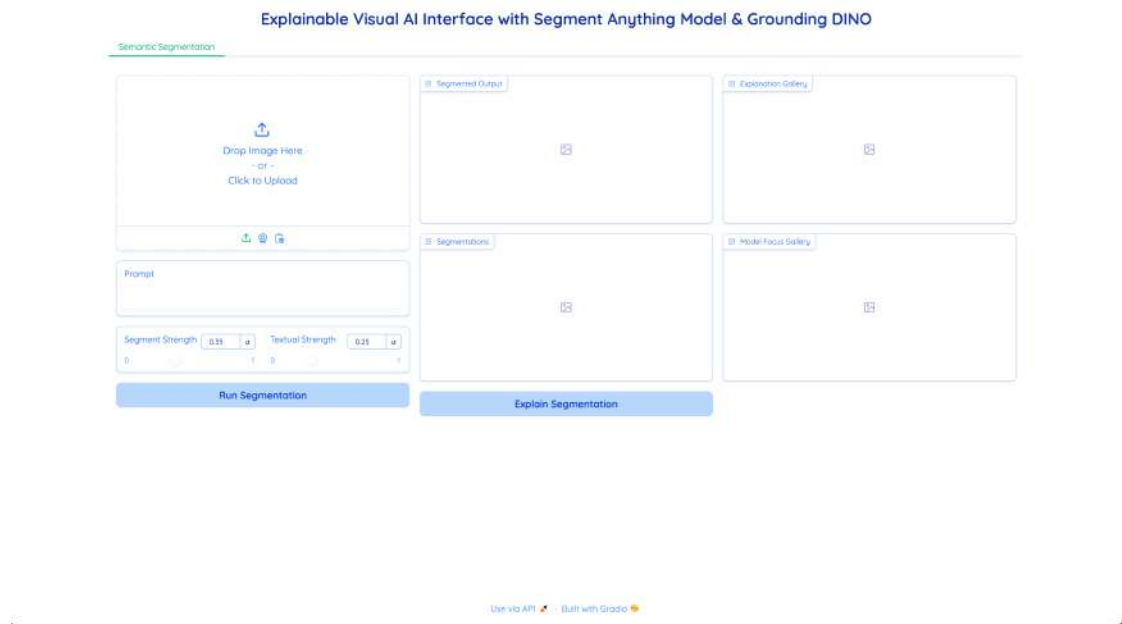 Explainable Visual AI Interface with Segment Anything Model & Grounding DINO
Semantic Segmentation
Drop Image Here
- or -
Click to Upload
Prompt
Segment Strength 0.35
Textual Strength 0.25
0 1 0 1
Run Segmentation
Segmented Output
Segmentations
Explain Segmentation
Explanation Gallery
Model Focus Gallery
Use via API 🚀 · Built with Gradio